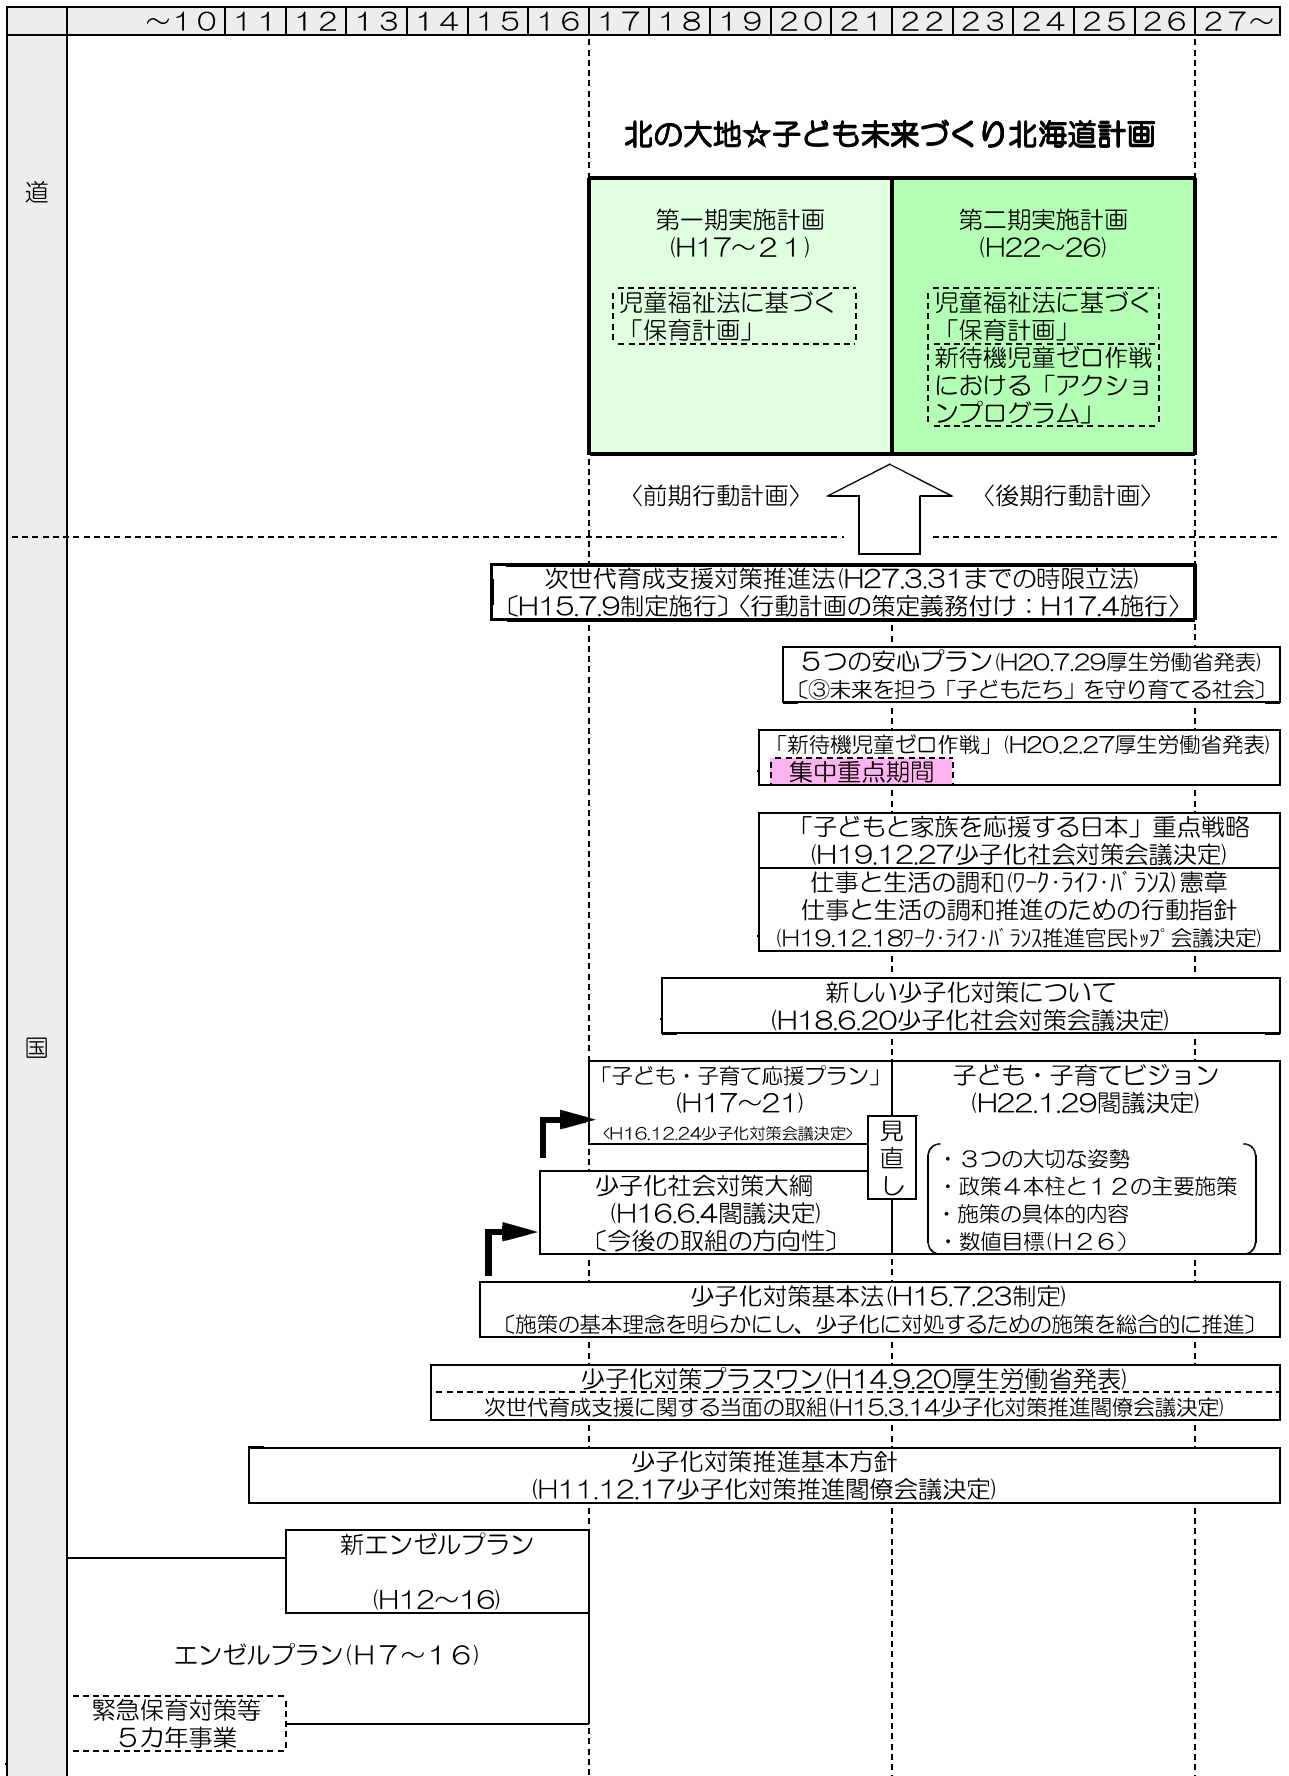 ～１０ 11 12 13 14 15 16 17 18 19 20 21 22 23 24 25 26 27～
道
北の大地☆子ども未来づくり北海道計画
第一期実施計画
(H17～２１)
児童福祉法に基づく
「保育計画」
第二期実施計画
(H22～26)
児童福祉法に基づく
「保育計画」
新待機児童ゼロ作戦
における「アクショ
ンプログラム」
〈前期行動計画〉
〈後期行動計画〉
国
次世代育成支援対策推進法(H27.3.31までの時限立法)
〔H15.7.9制定施行〕〈行動計画の策定義務付け：H17.4施行〉
５つの安心プラン(H20.7.29厚生労働省発表)
〔③未来を担う「子どもたち」を守り育てる社会〕
「新待機児童ゼロ作戦」(H20.2.27厚生労働省発表)
集中重点期間
「子どもと家族を応援する日本」重点戦略
(H19.12.27少子化社会対策会議決定)
仕事と生活の調和(ﾜｰｸ･ﾗｲﾌ･ﾊﾞﾗﾝｽ)憲章
仕事と生活の調和推進のための行動指針
(H19.12.18ﾜｰｸ･ﾗｲﾌ･ﾊﾞﾗﾝｽ推進官民ﾄｯﾌﾟ会議決定)
新しい少子化対策について
(H18.6.20少子化社会対策会議決定)
「子ども・子育て応援プラン」
(H17～21)
<H16.12.24少子化対策会議決定>
子ども・子育てビジョン
(H22.1.29閣議決定)
見
直
し
・３つの大切な姿勢
・政策４本柱と１２の主要施策
・施策の具体的内容
・数値目標(Ｈ２６)
少子化社会対策大綱
(H16.6.4閣議決定)
〔今後の取組の方向性〕
少子化対策基本法(H15.7.23制定)
〔施策の基本理念を明らかにし、少子化に対処するための施策を総合的に推進〕
少子化対策プラスワン(H14.9.20厚生労働省発表)
次世代育成支援に関する当面の取組(H15.3.14少子化対策推進閣僚会議決定)
少子化対策推進基本方針
(H11.12.17少子化対策推進閣僚会議決定)
新エンゼルプラン
(H12～16)
エンゼルプラン(Ｈ７～１６)
緊急保育対策等
５カ年事業